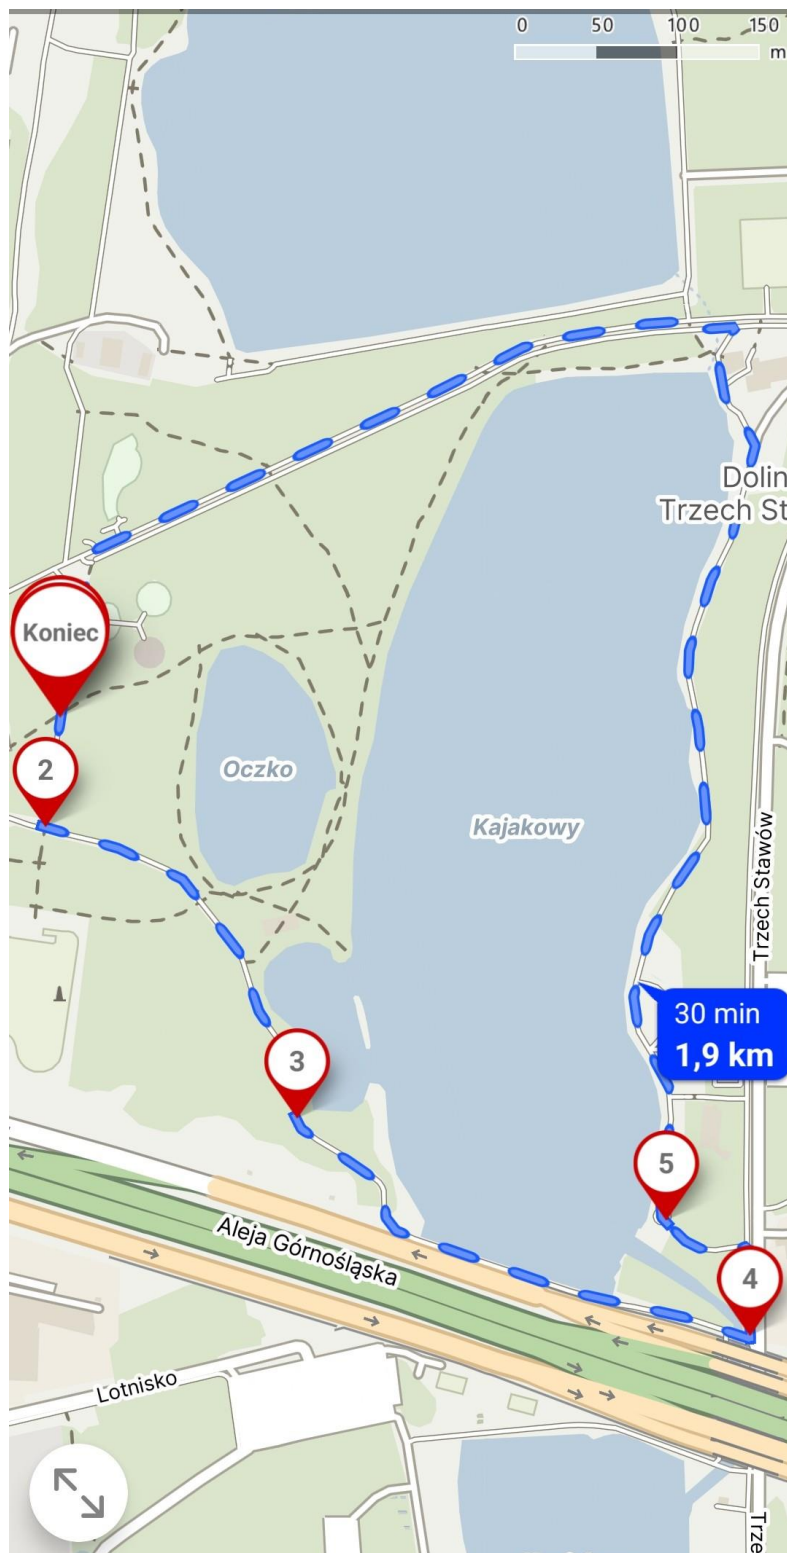 0 50 100 150
m
Dolin
Trzech St
Koniec
2
Oczko
Kajakowy
Trzech Stawów
30 min
1,9 km
3
5
Aleja Górnośląska
4
Lotnisko
Trze